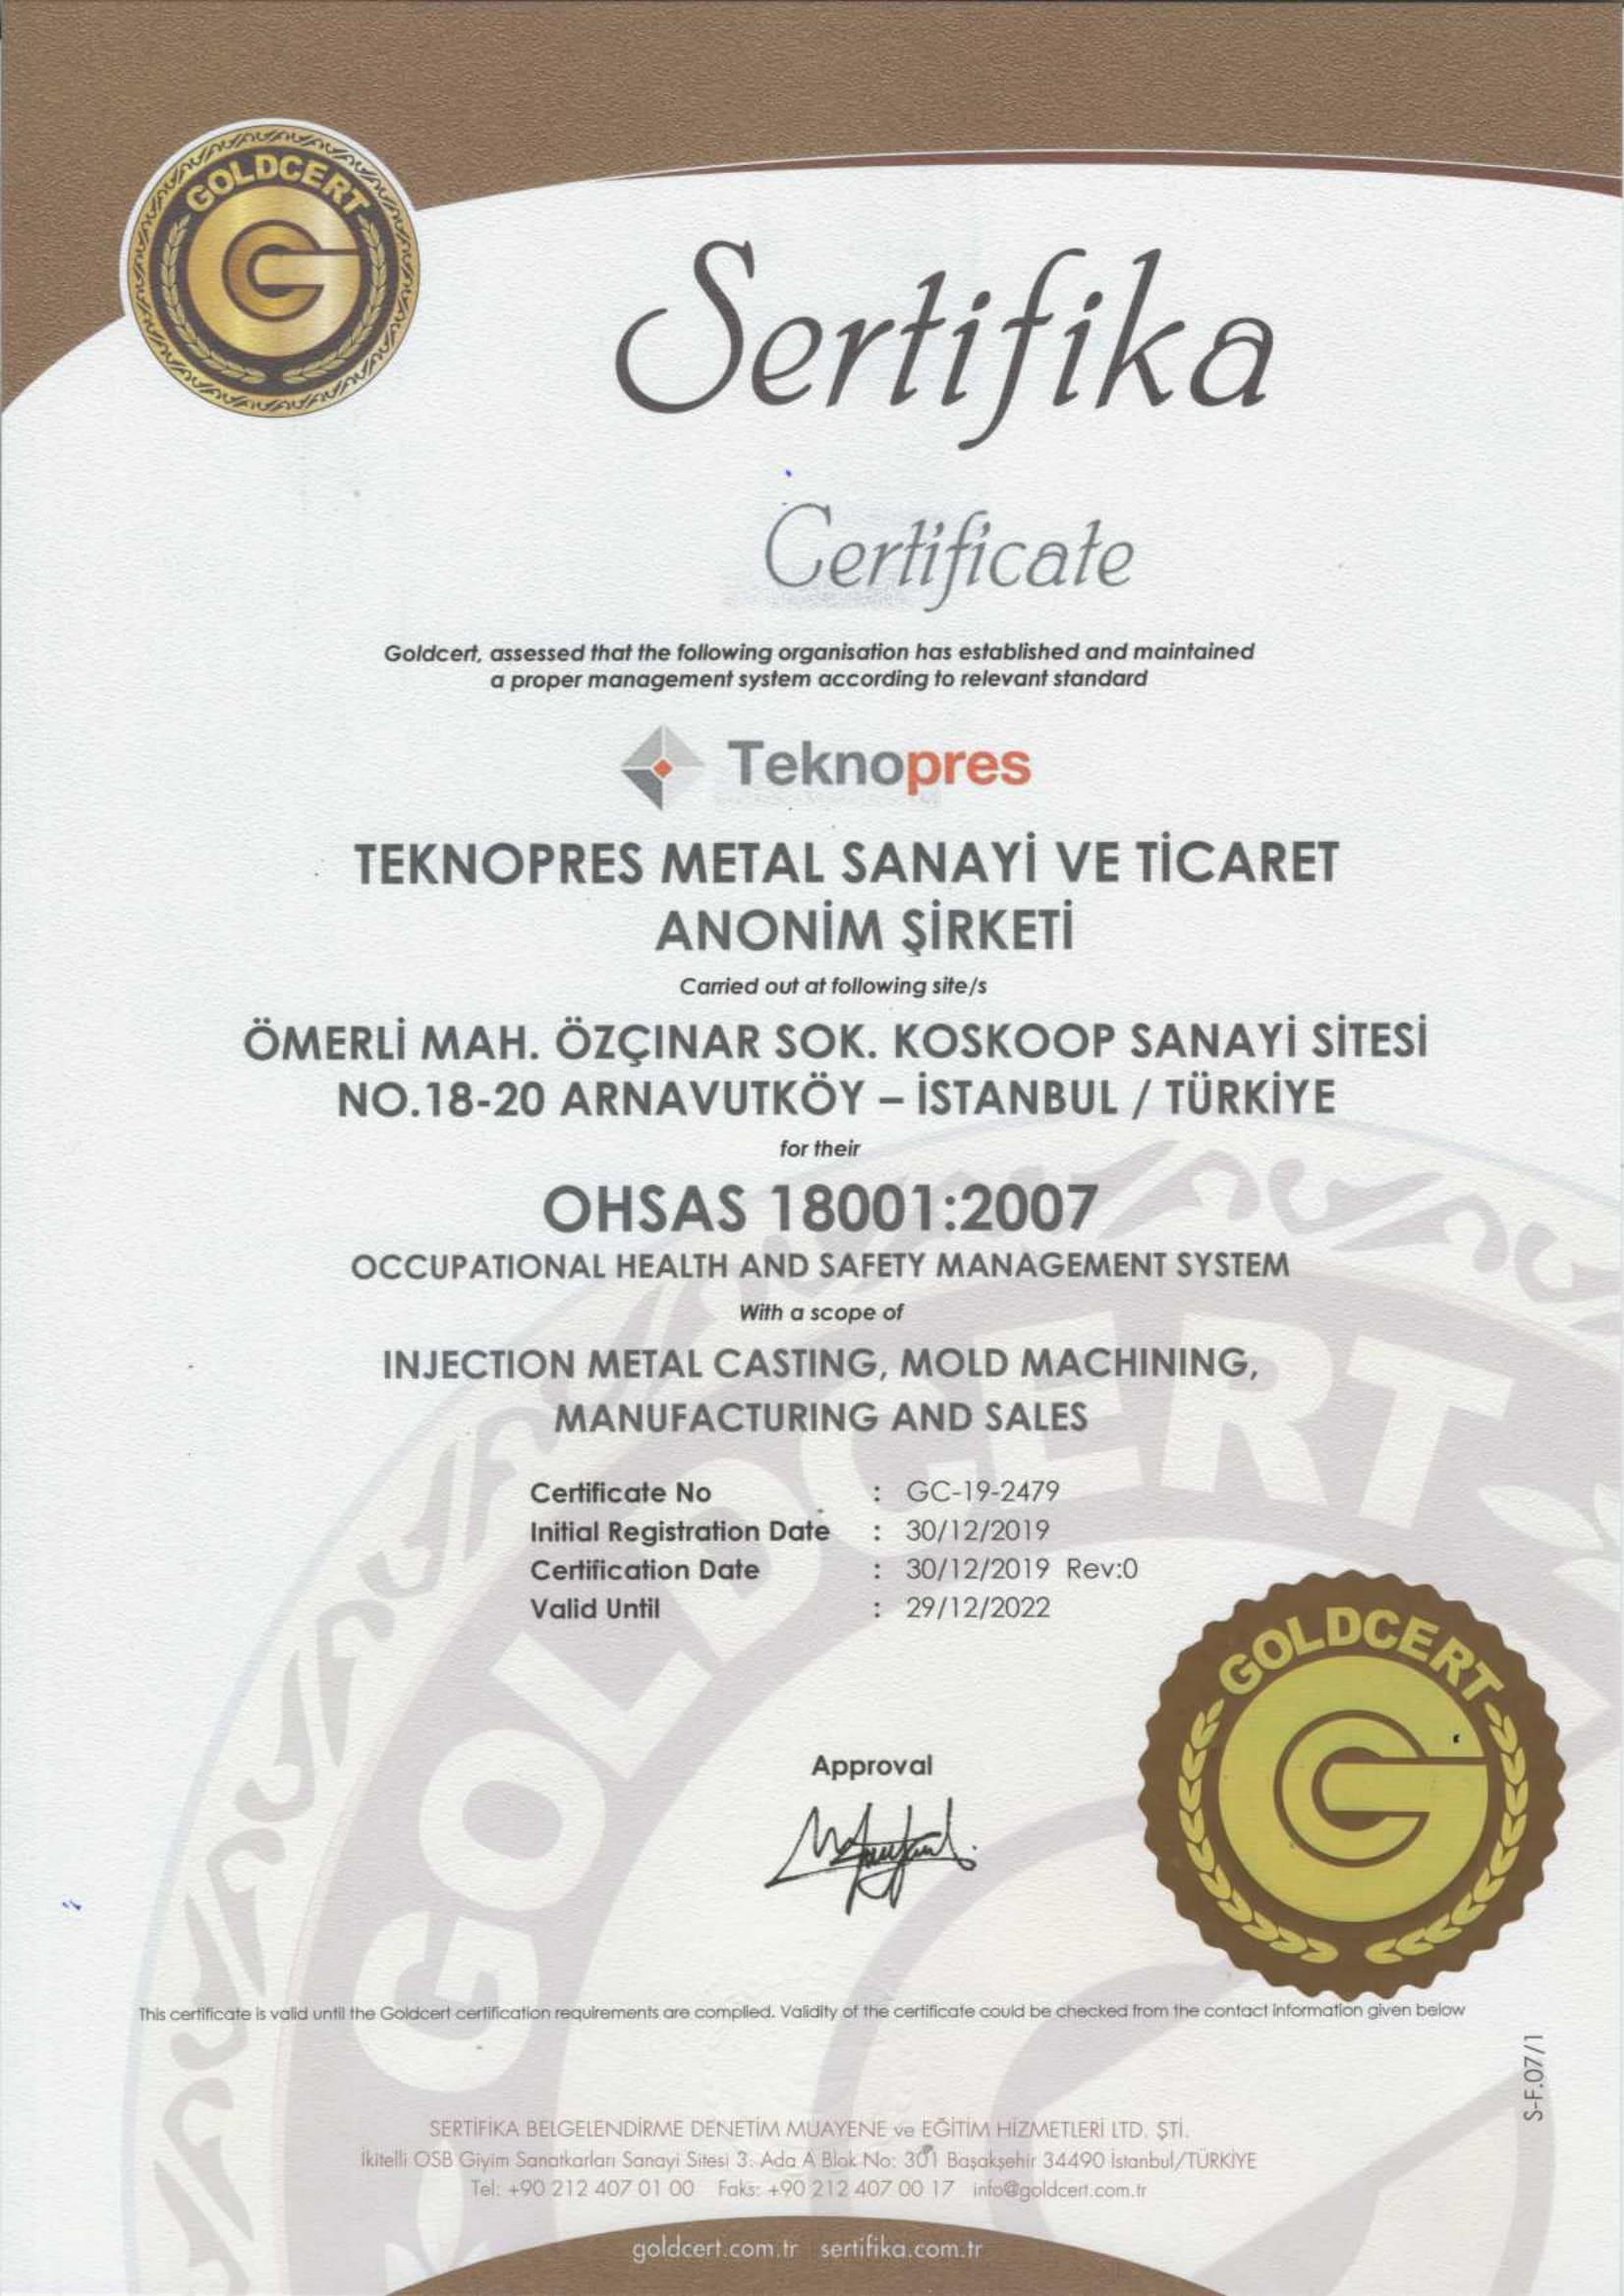 GOLDCERT
Sertifika
Certificate
Goldcert, assessed that the following organisation has established and maintained
a proper management system according to relevant standard
Teknopres
TEKNOPRES METAL SANAYİ VE TİCARET
ANONİM ŞİRKETİ
Carried out at following site/s
ÖMERLİ MAH. ÖZÇINAR SOK. KOSKOOP SANAYİ SİTESİ
NO.18-20 ARNAVUTKÖY – İSTANBUL / TÜRKİYE
for their
OHSAS 18001:2007
OCCUPATIONAL HEALTH AND SAFETY MANAGEMENT SYSTEM
With a scope of
INJECTION METAL CASTING, MOLD MACHINING,
MANUFACTURING AND SALES
Certificate No : GC-19-2479
Initial Registration Date : 30/12/2019
Certification Date : 30/12/2019 Rev:0
Valid Until : 29/12/2022
GOLDCERT
GOLDCERT
Approval
This certificate is valid until the Goldcert certification requirements are complied. Validity of the certificate could be checked from the contact information given below
S-F.07/1
SERTİFİKA BELGELENDİRME DENETİM MUAYENE ve EĞİTİM HİZMETLERİ LTD. ŞTİ.
İkitelli OSB Giyim Sanatkarları Sanayi Sitesi 3. Ada A Blok No: 301 Başakşehir 34490 İstanbul/TÜRKİYE
Tel: +90 212 407 01 00 Faks: +90 212 407 00 17 info@goldcert.com.tr
goldcert.com.tr sertifika.com.tr